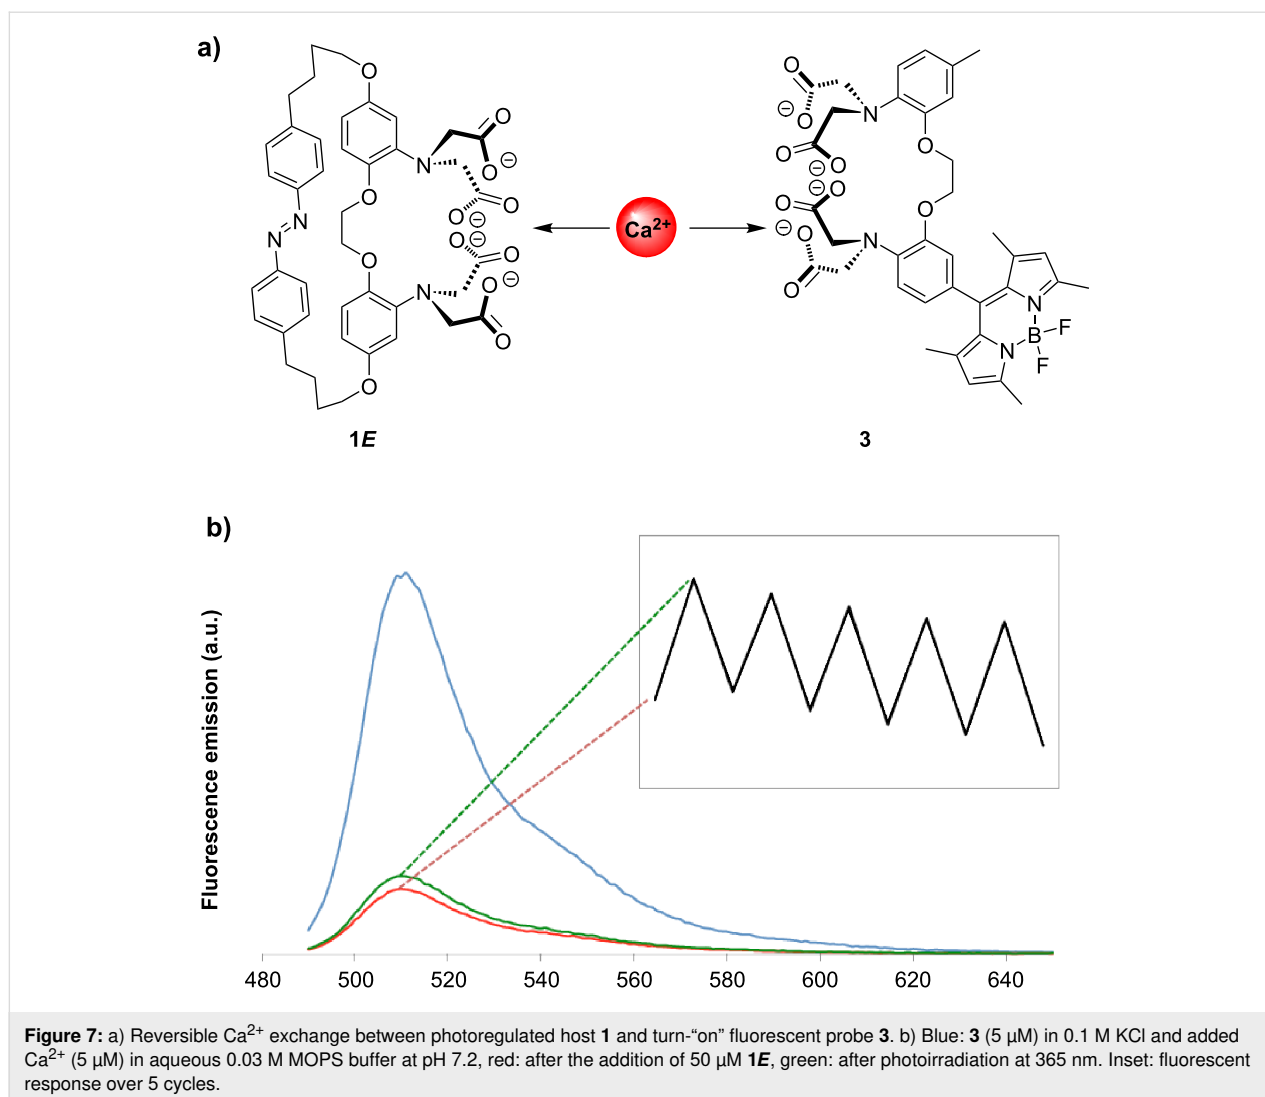 a)
O
O
O
⊖
N
O
O
⊖
O
N
N
O
O
⊖
O
⊖
O
N
O
⊖
O
O
1E
Ca2+
O
⊖
O
N
O
O
⊖
O
⊖
O
O
O
⊖
O
N
O
N
B
F
N
F
3
b)
Fluorescence emission (a.u.)
480 500 520 540 560 580 600 620 640
Figure 7: a) Reversible Ca2+ exchange between photoregulated host 1 and turn-“on” fluorescent probe 3. b) Blue: 3 (5 µM) in 0.1 M KCl and added
Ca2+ (5 µM) in aqueous 0.03 M MOPS buffer at pH 7.2, red: after the addition of 50 µM 1E, green: after photoirradiation at 365 nm. Inset: fluorescent
response over 5 cycles.